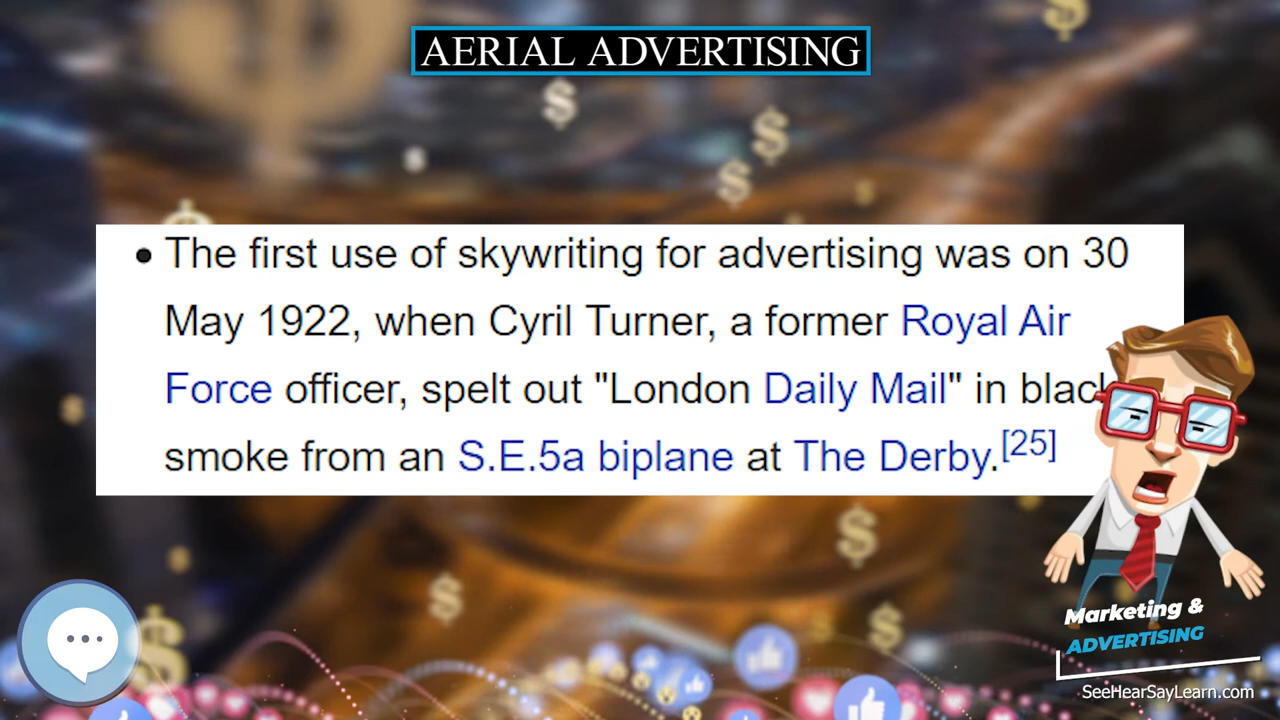 AERIAL ADVERTISING
• The first use of skywriting for advertising was on 30
May 1922, when Cyril Turner, a former Royal Air
Force officer, spelt out "London Daily Mail" in black
smoke from an S.E.5a biplane at The Derby.[25]
Marketing &
ADVERTISING
SeeHearSayLearn.com